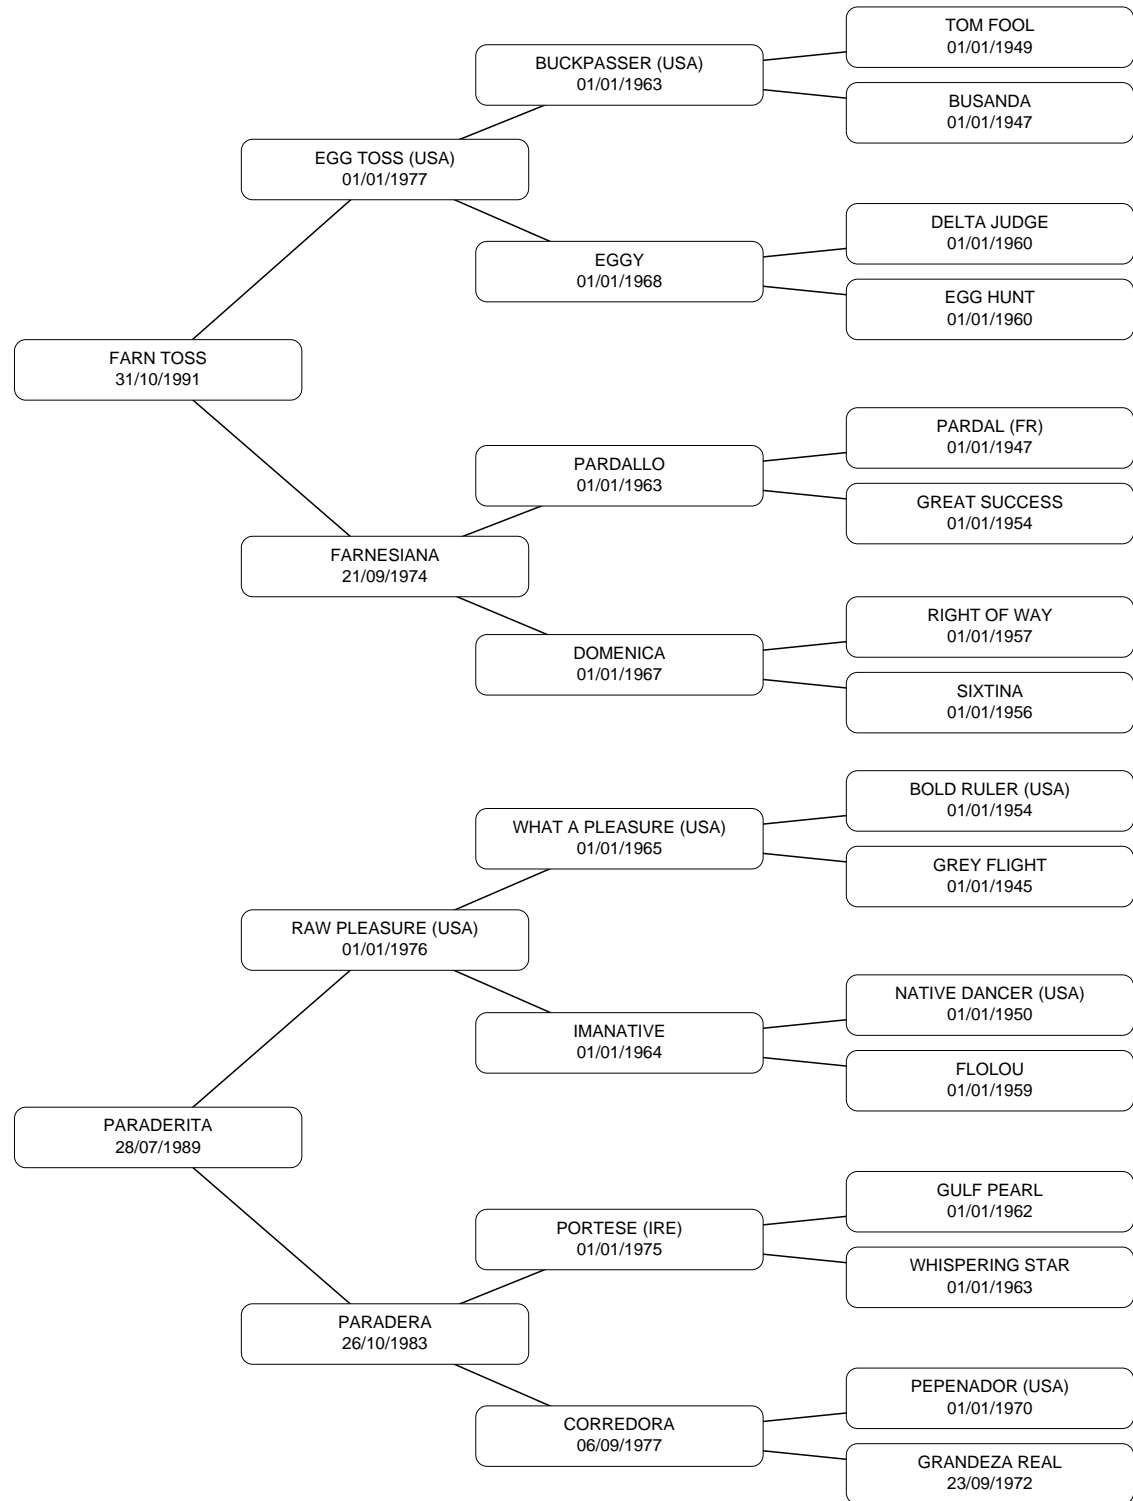 TOM FOOL
01/01/1949
BUCKPASSER (USA)
01/01/1963
BUSANDA
01/01/1947
EGG TOSS (USA)
01/01/1977
DELTA JUDGE
01/01/1960
EGGY
01/01/1968
EGG HUNT
01/01/1960
FARN TOSS
31/10/1991
PARDAL (FR)
01/01/1947
PARDALLO
01/01/1963
GREAT SUCCESS
01/01/1954
FARNESIANA
21/09/1974
RIGHT OF WAY
01/01/1957
DOMENICA
01/01/1967
SIXTINA
01/01/1956
BOLD RULER (USA)
01/01/1954
WHAT A PLEASURE (USA)
01/01/1965
GREY FLIGHT
01/01/1945
RAW PLEASURE (USA)
01/01/1976
NATIVE DANCER (USA)
01/01/1950
IMANATIVE
01/01/1964
FLOLOU
01/01/1959
PARADERITA
28/07/1989
GULF PEARL
01/01/1962
PORTESE (IRE)
01/01/1975
WHISPERING STAR
01/01/1963
PARADERA
26/10/1983
PEPENADOR (USA)
01/01/1970
CORREDORA
06/09/1977
GRANDEZA REAL
23/09/1972